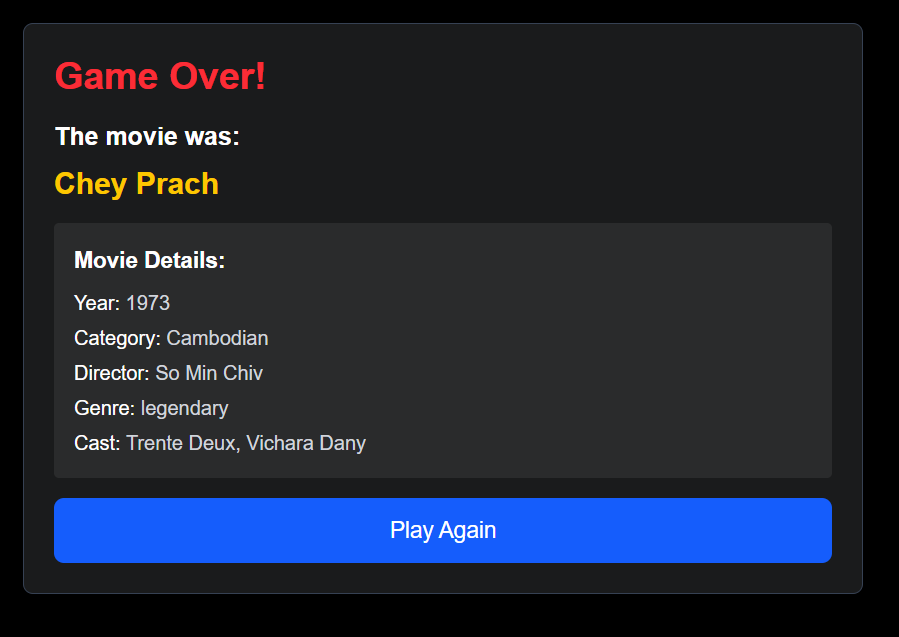 Game Over!
The movie was:
Chey Prach
Movie Details:
Year: 1973
Category: Cambodian
Director: So Min Chiv
Genre: legendary
Cast: Trente Deux, Vichara Dany
Play Again